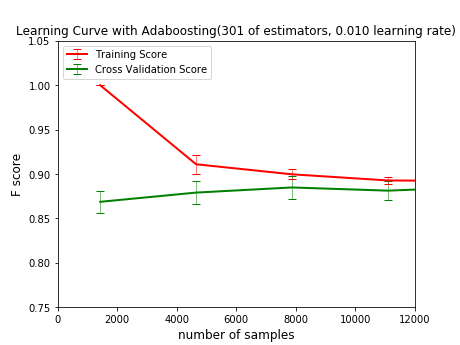 Learning Curve with Adaboosting(301 of estimators, 0.010 learning rate)
1.05
1.00
0.95
0.90
0.85
0.80
0.75
F score
Training Score
Cross Validation Score
0 2000 4000 6000 8000 10000 12000
number of samples